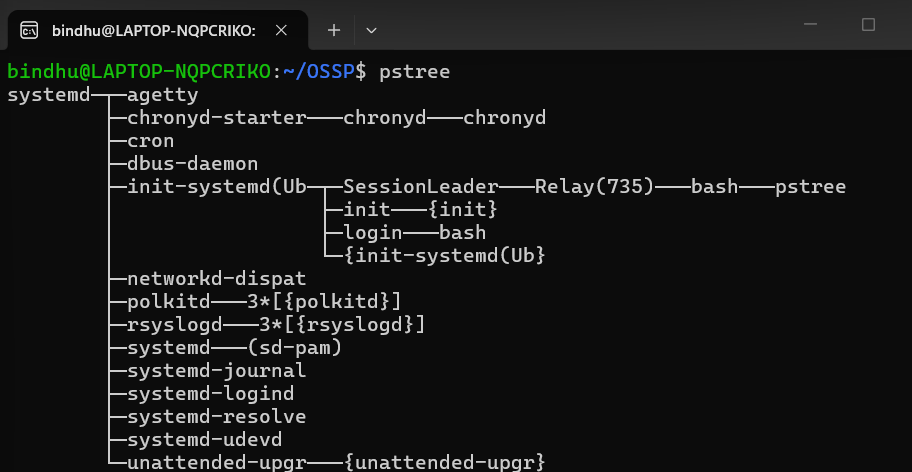 bindhu@LAPTOP-NQPCRIKO:
bindhu@LAPTOP-NQPCRIKO:~/OSSP$ pstree
systemd─┬─agetty
        ├─chronyd-starter───chronyd───chronyd
        ├─cron
        ├─dbus-daemon
        ├─init-systemd(Ub─┬─SessionLeader───Relay(735)───bash───pstree
        │                 ├─init───{init}
        │                 ├─login───bash
        │                 └─{init-systemd(Ub}
        ├─networkd-dispat
        ├─polkitd───3*[{polkitd}]
        ├─rsyslogd───3*[{rsyslogd}]
        ├─systemd───(sd-pam)
        ├─systemd-journal
        ├─systemd-logind
        ├─systemd-resolve
        ├─systemd-udevd
        └─unattended-upgr───{unattended-upgr}